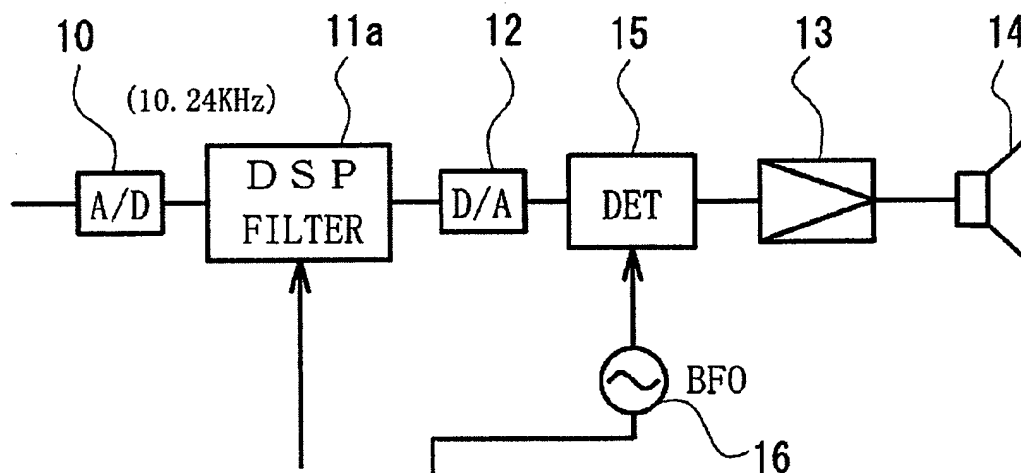 10
11a
12
15
13
14
(10.24KHz)
A/D
DSP
FILTER
D/A
DET
BFO
16